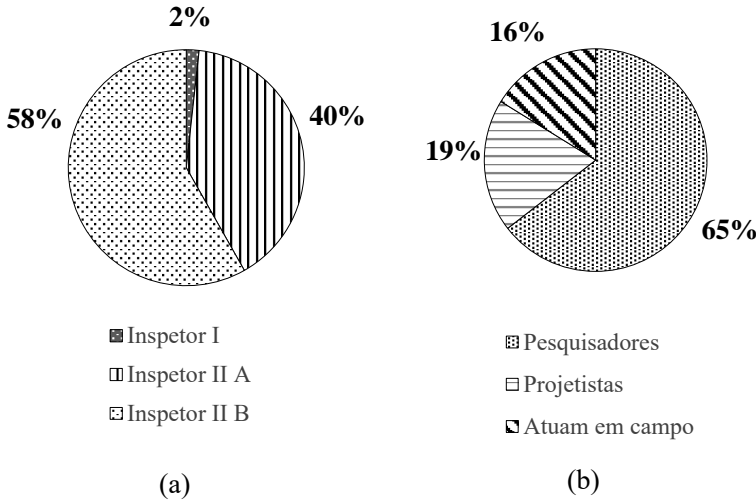 2%
40%
58%
Inspetor I
Inspetor II A
Inspetor II B
(a)
16%
19%
65%
Pesquisadores
Projetistas
Atuam em campo
(b)